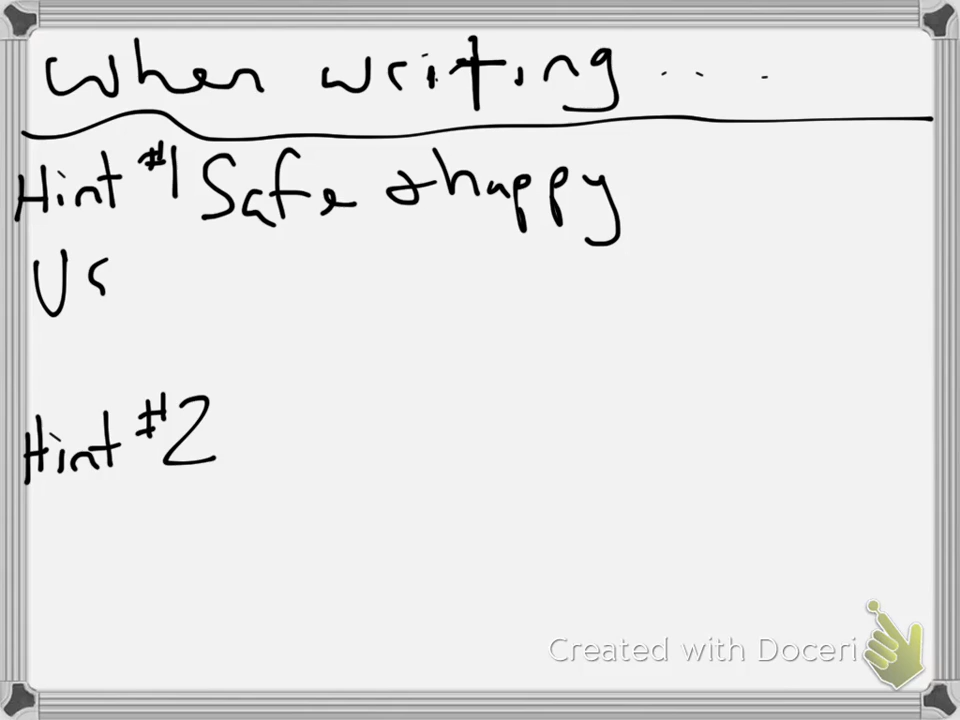 When writing ...
Hint #1 Safe & happy
Us
Hint #2
Created with Doceri